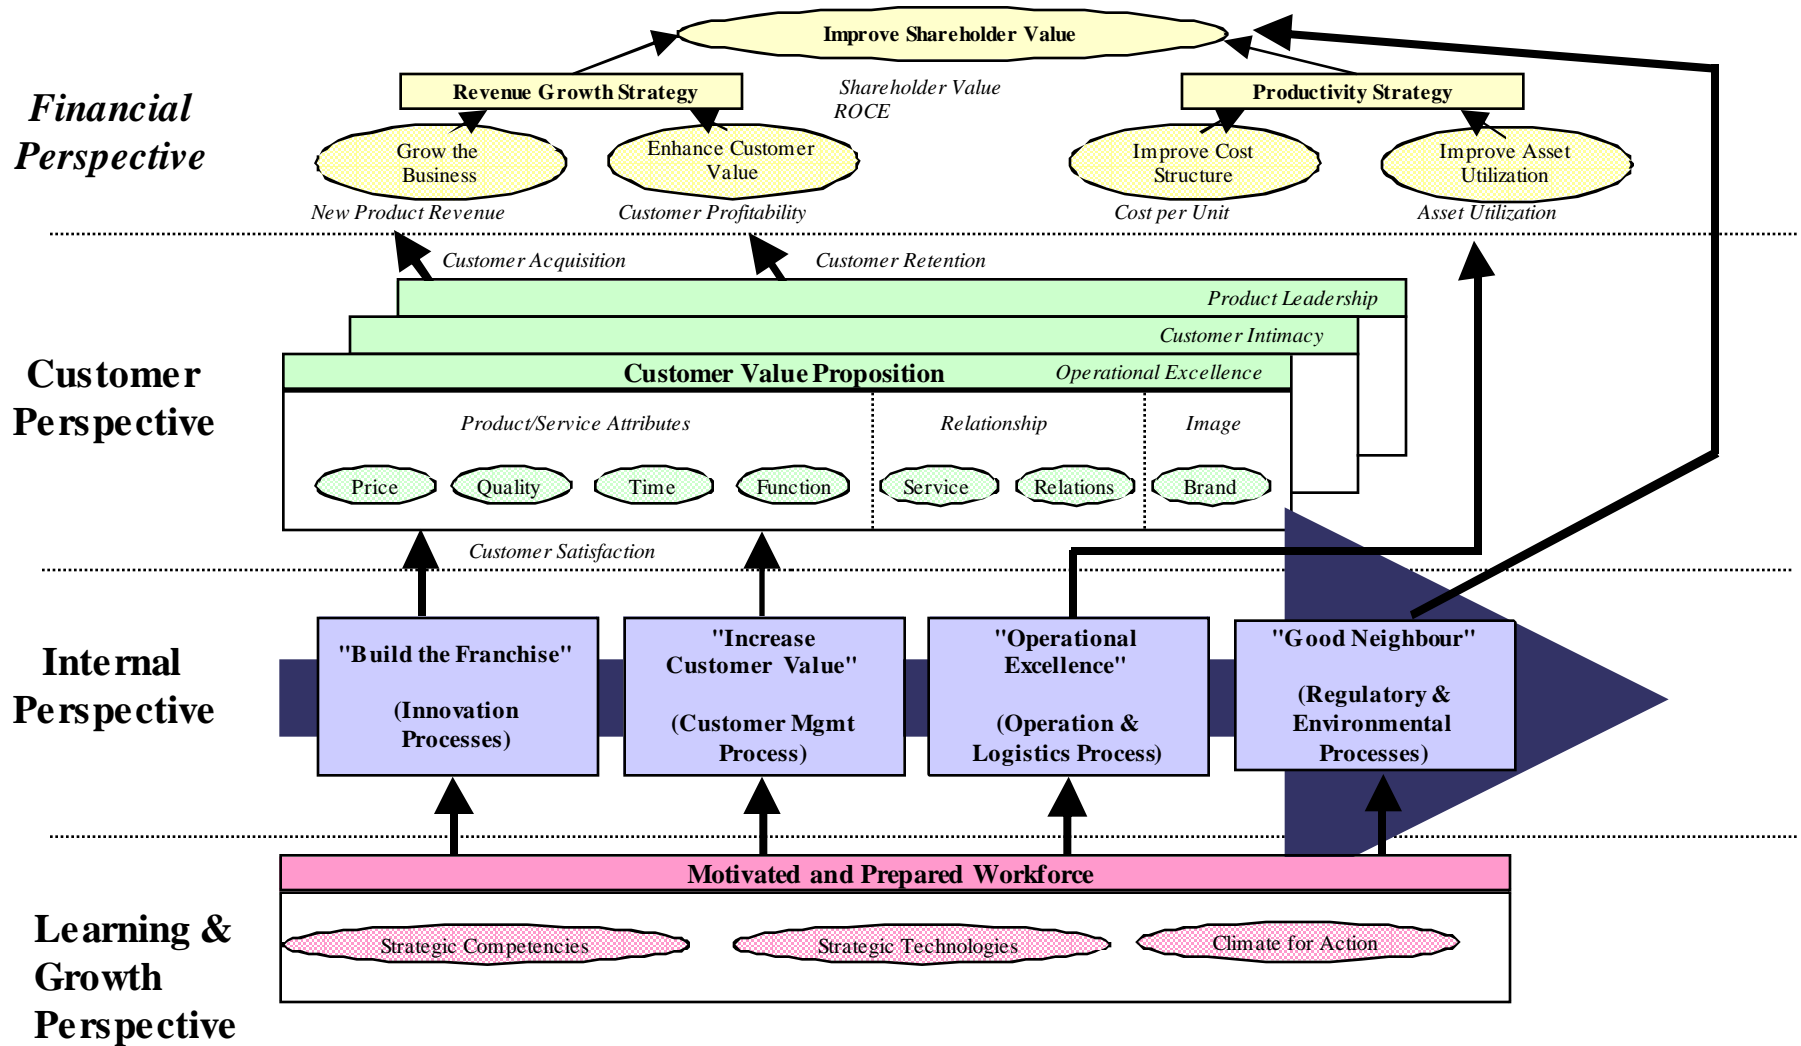 Improve Shareholder Value
Revenue Growth Strategy
Shareholder Value
ROCE
Productivity Strategy
Financial
Perspective
Grow the
Business
Enhance Customer
Value
Improve Cost
Structure
Improve Asset
Utilization
New Product Revenue
Customer Profitability
Cost per Unit
Asset Utilization
Customer Acquisition
Customer Retention
Product Leadership
Customer Intimacy
Customer
Perspective
Customer Value Proposition
Operational Excellence
Product/Service Attributes
Relationship
Image
Price
Quality
Time
Function
Service
Relations
Brand
Customer Satisfaction
Internal
Perspective
"Build the Franchise"
(Innovation
Processes)
"Increase
Customer Value"
(Customer Mgmt
Process)
"Operational
Excellence"
(Operation &
Logistics Process)
"Good Neighbour"
(Regulatory &
Environmental
Processes)
Motivated and Prepared Workforce
Learning &
Growth
Perspective
Strategic Competencies
Strategic Technologies
Climate for Action